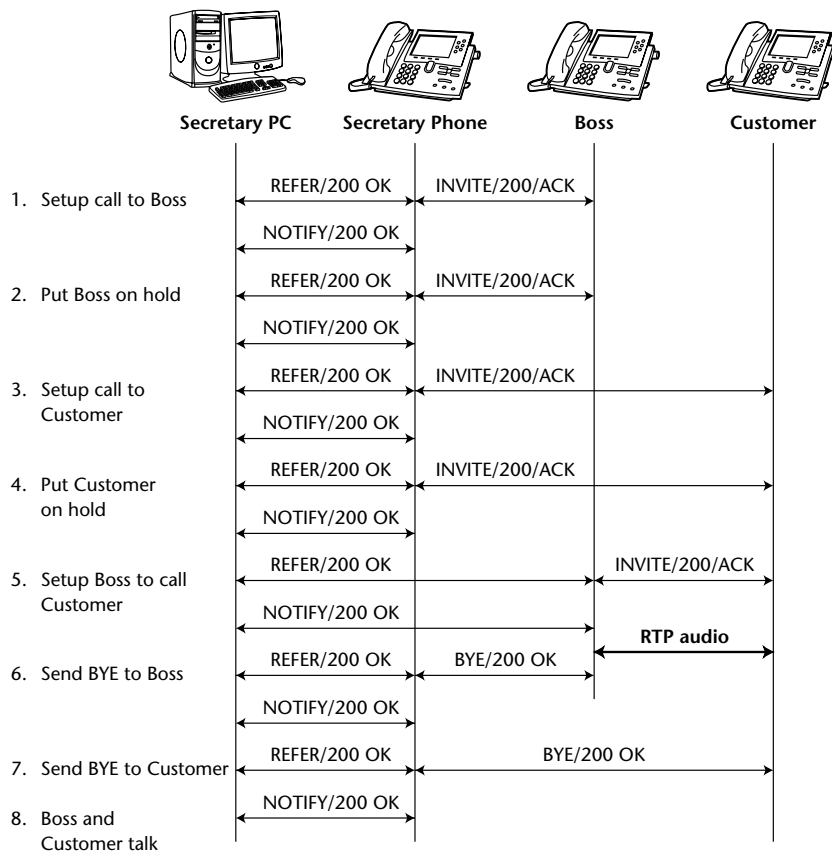 Secretary PC Secretary Phone Boss Customer
REFER/200 OK INVITE/200/ACK
1. Setup call to Boss
NOTIFY/200 OK
REFER/200 OK INVITE/200/ACK
2. Put Boss on hold
NOTIFY/200 OK
REFER/200 OK INVITE/200/ACK
3. Setup call to
Customer
NOTIFY/200 OK
REFER/200 OK INVITE/200/ACK
4. Put Customer
on hold
NOTIFY/200 OK
REFER/200 OK INVITE/200/ACK
5. Setup Boss to call
Customer
NOTIFY/200 OK
RTP audio
REFER/200 OK BYE/200 OK
6. Send BYE to Boss
NOTIFY/200 OK
REFER/200 OK BYE/200 OK
7. Send BYE to Customer
NOTIFY/200 OK
8. Boss and
Customer talk